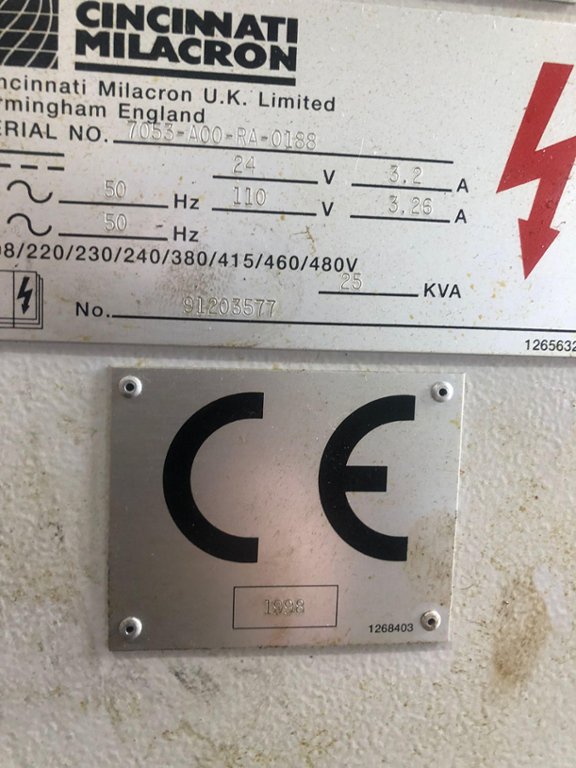 CINCINNATI
MILACRON
ncinnati Milacron U.K. Limited
rmingham England
ERIAL NO. 7053-A00-RA-0188
24 V 3.2 A
50 Hz 110 V 3.26 A
50 Hz
08/220/230/240/380/415/460/480V
25 KVA
No. 91203577
1265632
CE
1998
1268403